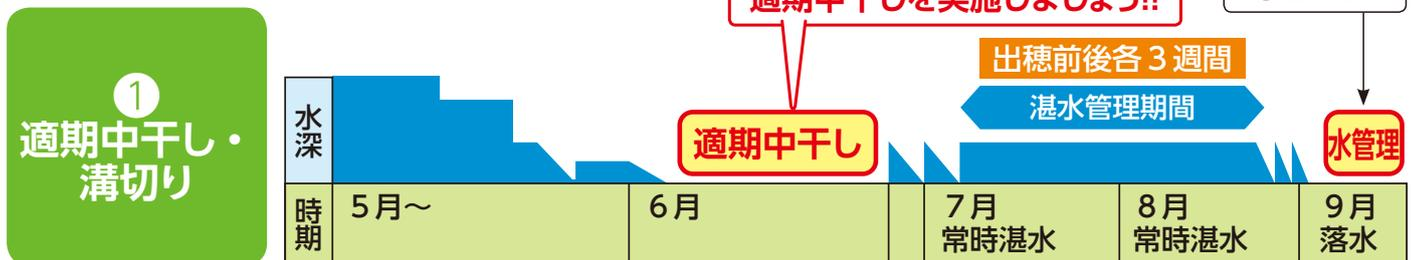 適期中干しを実施しましょう!!
①
適期中干し・
溝切り
水深
出穂前後各3週間
湛水管理期間
適期中干し
水管理
時期
5月～
6月
7月
常時湛水
8月
常時湛水
9月
落水